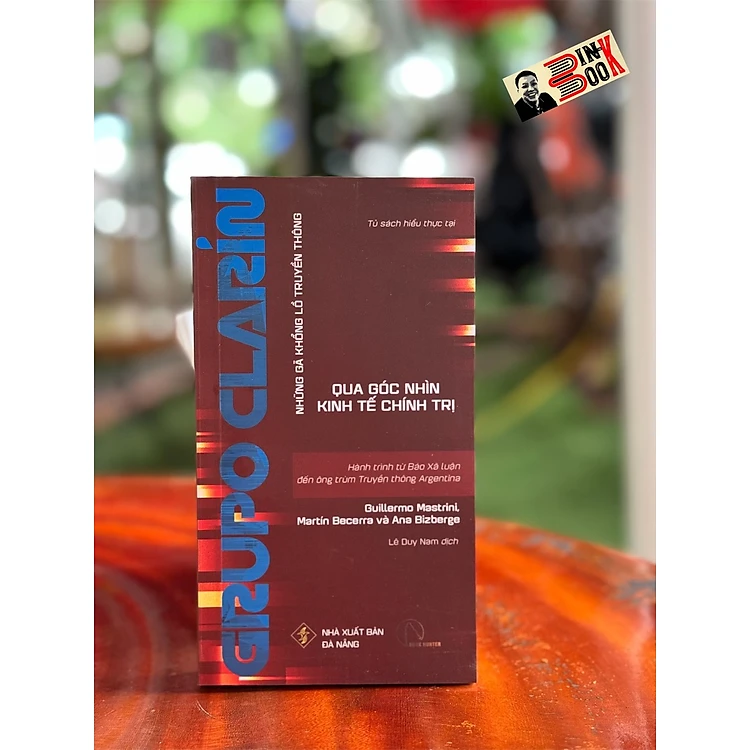 BIN-
BOOK
GRUPO CLARÍN
NHỮNG GÃ KHỔNG LỒ TRUYỀN THÔNG
Tủ sách hiểu thực tại
QUA GÓC NHÌN
KINH TẾ CHÍNH TRỊ
Hành trình từ Báo Xã luận
đến ông trùm Truyền thông Argentina
Guillermo Mastrini,
Martín Becerra và Ana Bizberge
Lê Duy Nam dịch
NHÀ XUẤT BẢN
ĐÀ NẴNG